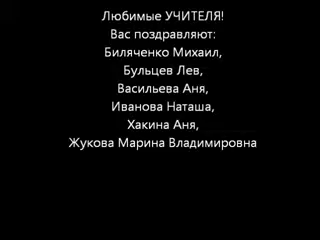 Любимые УЧИТЕЛЯ!
Вас поздравляют:
Биляченко Михаил,
Бульцев Лев,
Васильева Аня,
Иванова Наташа,
Хакина Аня,
Жукова Марина Владимировна